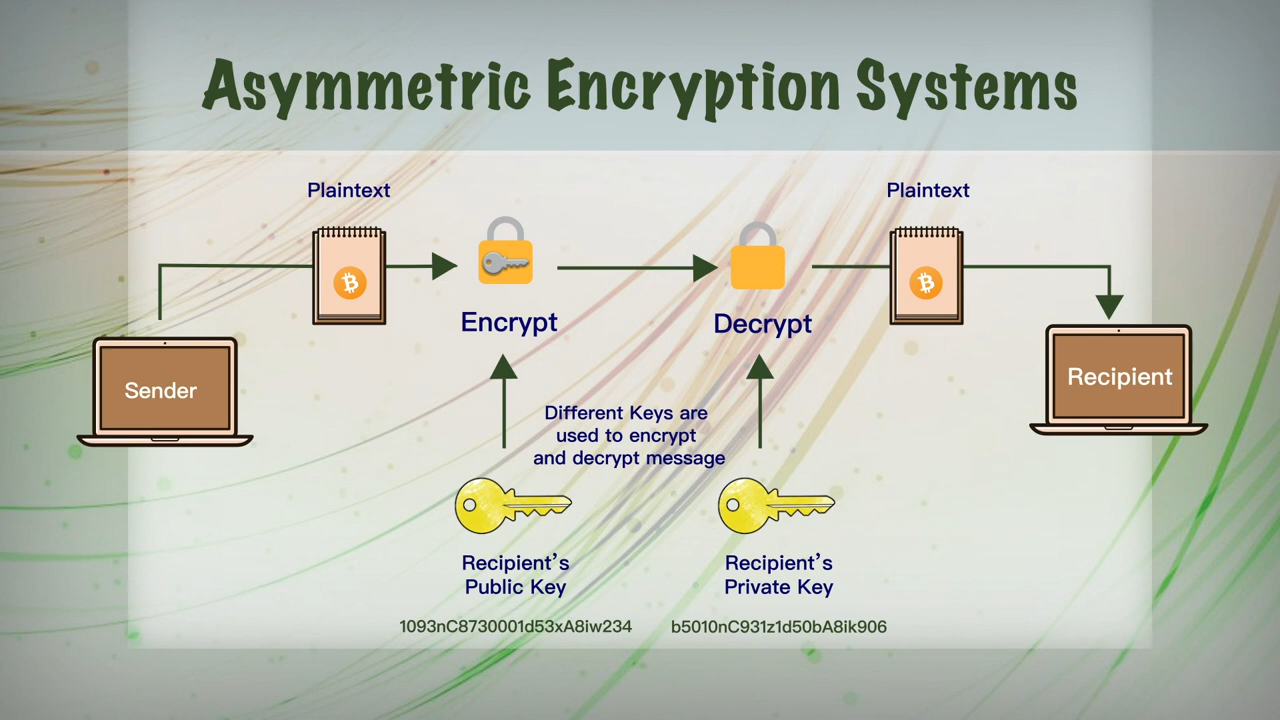 Asymmetric Encryption Systems
Plaintext
Plaintext
Encrypt
Decrypt
Sender
Recipient
Different Keys are
used to encrypt
and decrypt message
Recipient's
Public Key
Recipient's
Private Key
1093nC8730001d53xA8iw234
b5010nC931z1d50bA8ik906